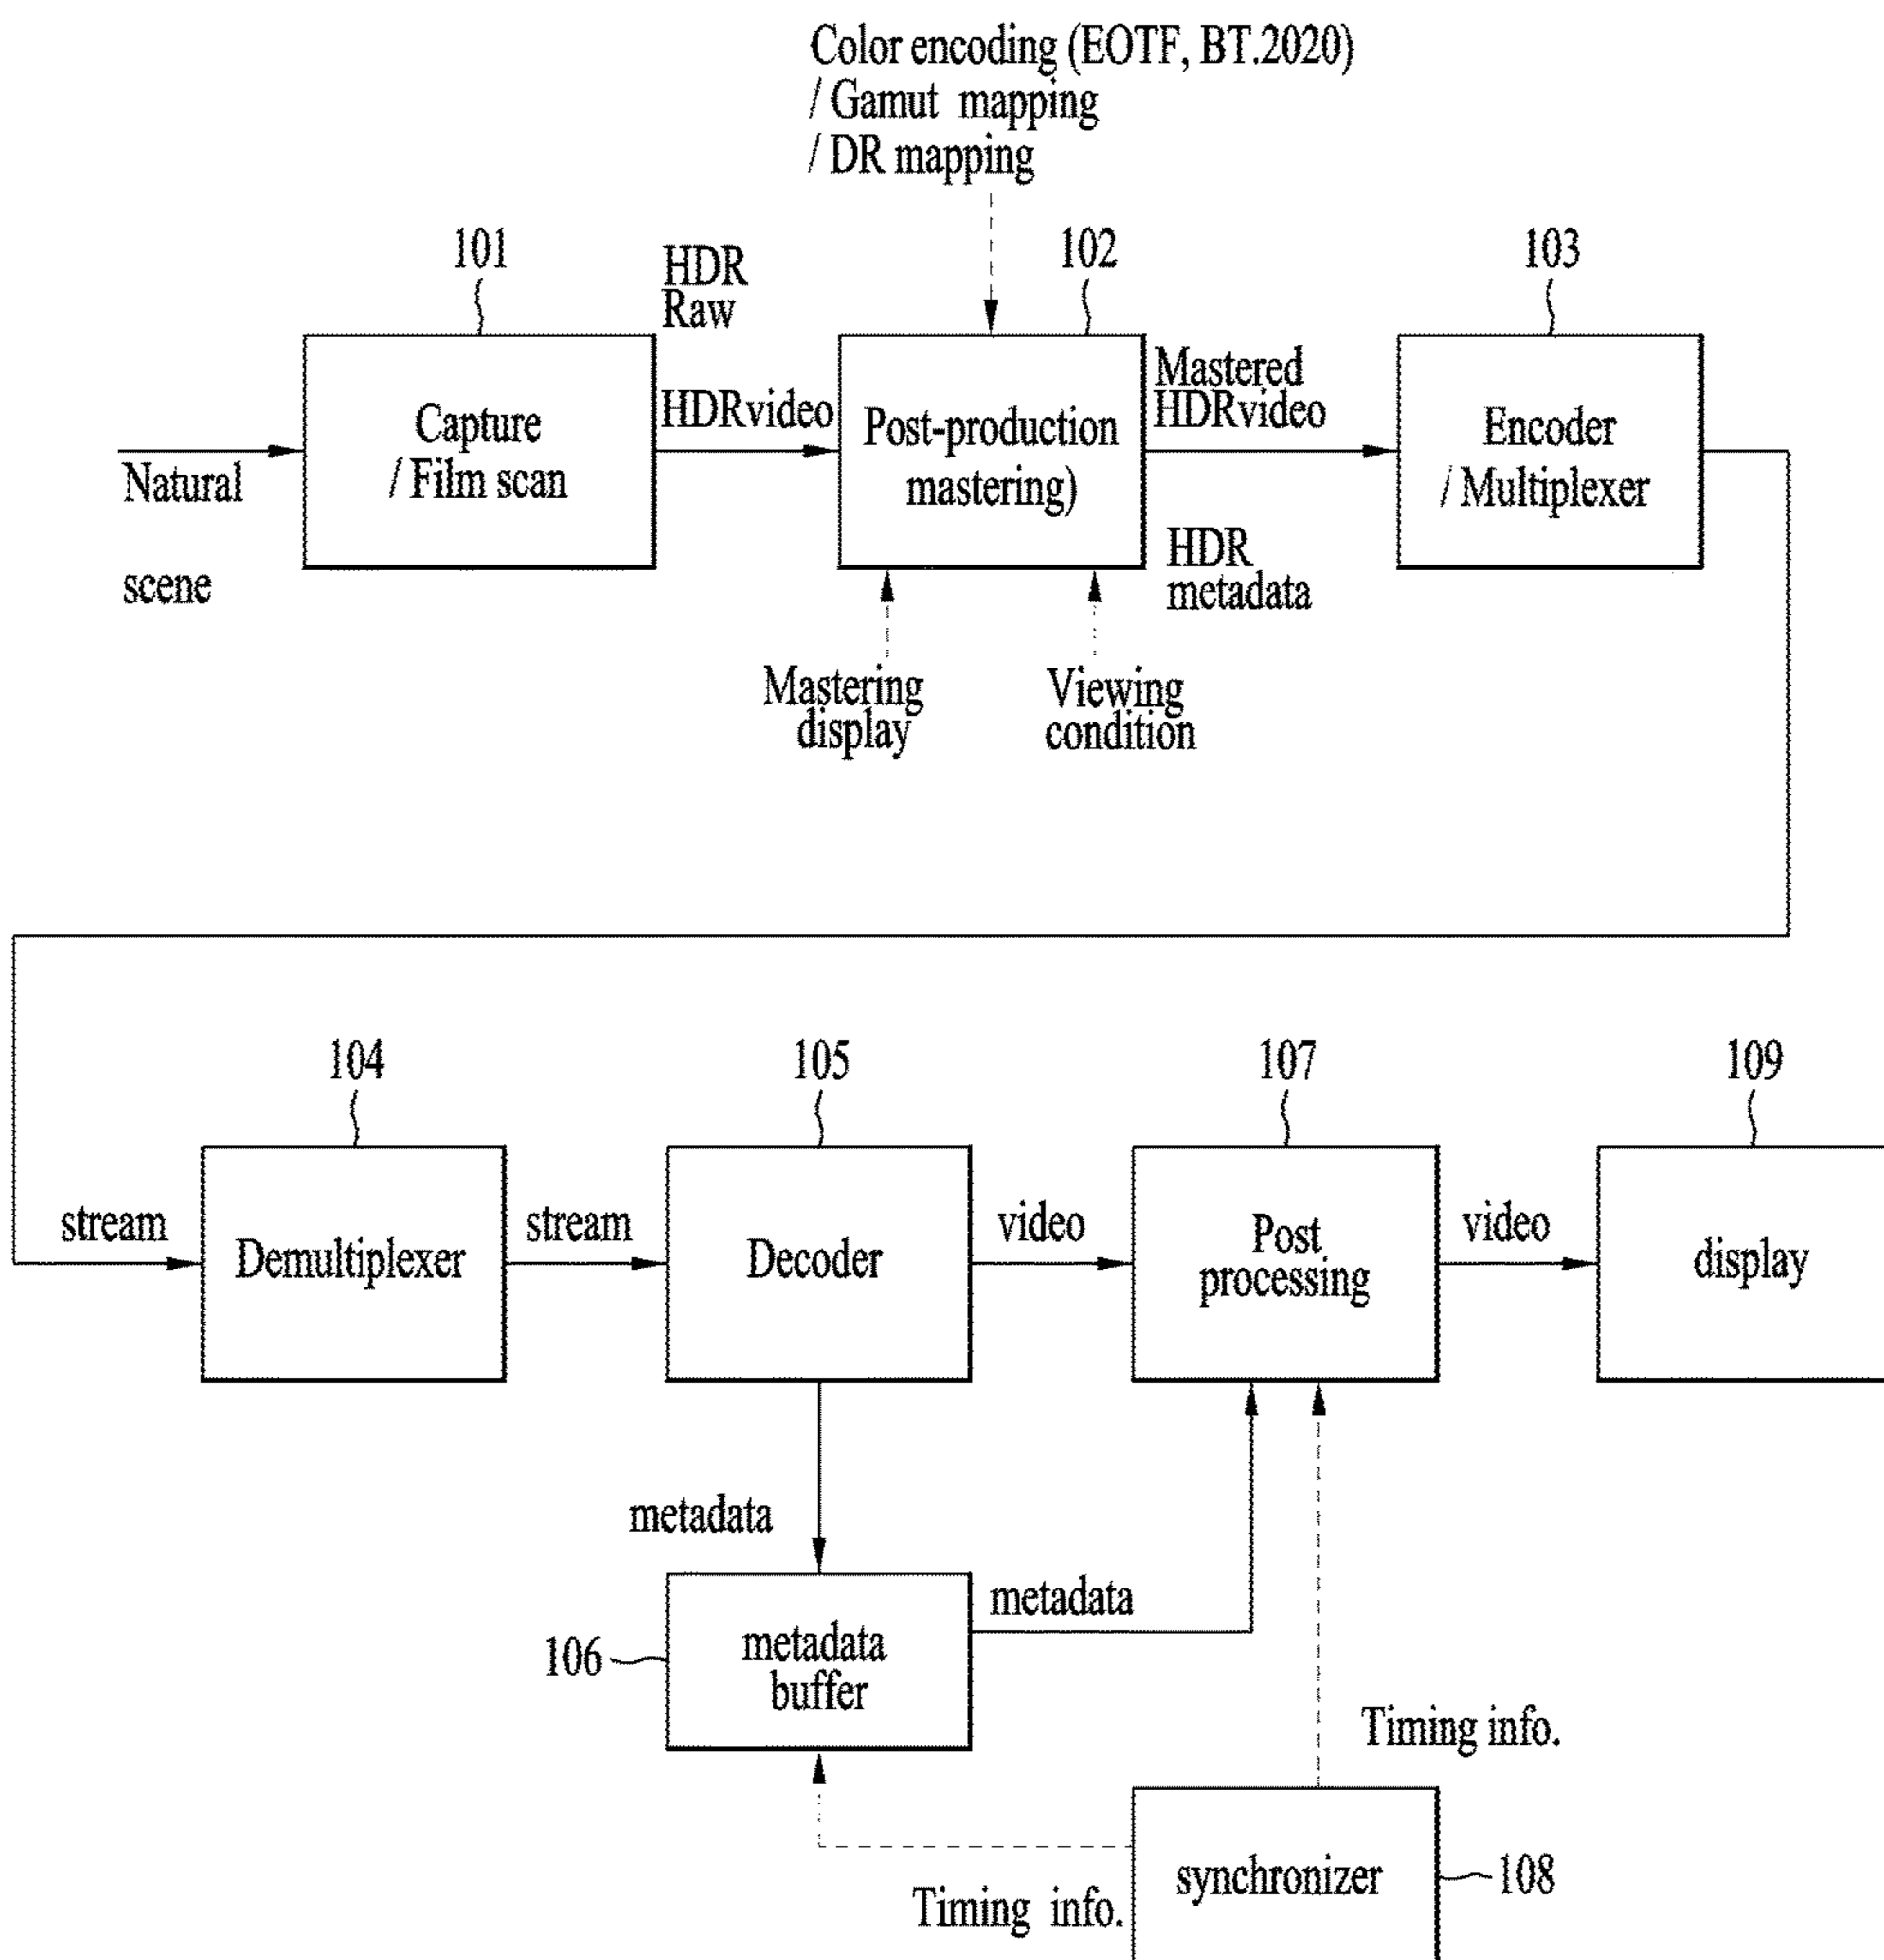 Color encoding (EOTF, BT.2020)
/ Gamut mapping
/ DR mapping
101
HDR
Raw
102
103
Natural
scene
Capture
/ Film scan
HDRvideo
Post-production
mastering)
Mastered
HDRvideo
HDR
metadata
Encoder
/ Multiplexer
Mastering
display
Viewing
condition
104
105
107
109
stream
Demultiplexer
stream
Decoder
video
Post
processing
video
display
metadata
106
metadata
buffer
metadata
Timing info.
Timing info.
synchronizer
108